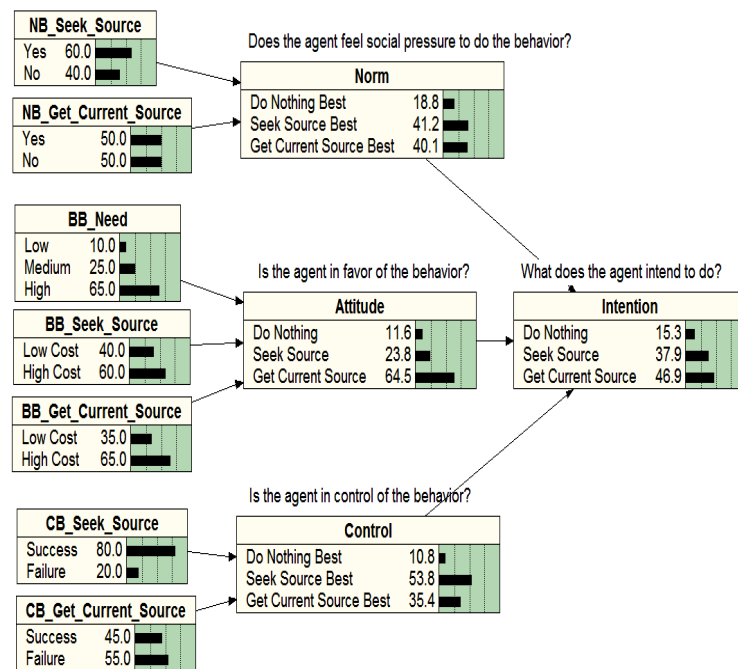 NB_Seek_Source
Yes 60.0
No 40.0
NB_Get_Current_Source
Yes 50.0
No 50.0
Does the agent feel social pressure to do the behavior?
Norm
Do Nothing Best 18.8
Seek Source Best 41.2
Get Current Source Best 40.1
BB_Need
Low 10.0
Medium 25.0
High 65.0
BB_Seek_Source
Low Cost 40.0
High Cost 60.0
BB_Get_Current_Source
Low Cost 35.0
High Cost 65.0
Is the agent in favor of the behavior?
Attitude
Do Nothing 11.6
Seek Source 23.8
Get Current Source 64.5
What does the agent intend to do?
Intention
Do Nothing 15.3
Seek Source 37.9
Get Current Source 46.9
CB_Seek_Source
Success 80.0
Failure 20.0
CB_Get_Current_Source
Success 45.0
Failure 55.0
Is the agent in control of the behavior?
Control
Do Nothing Best 10.8
Seek Source Best 53.8
Get Current Source Best 35.4